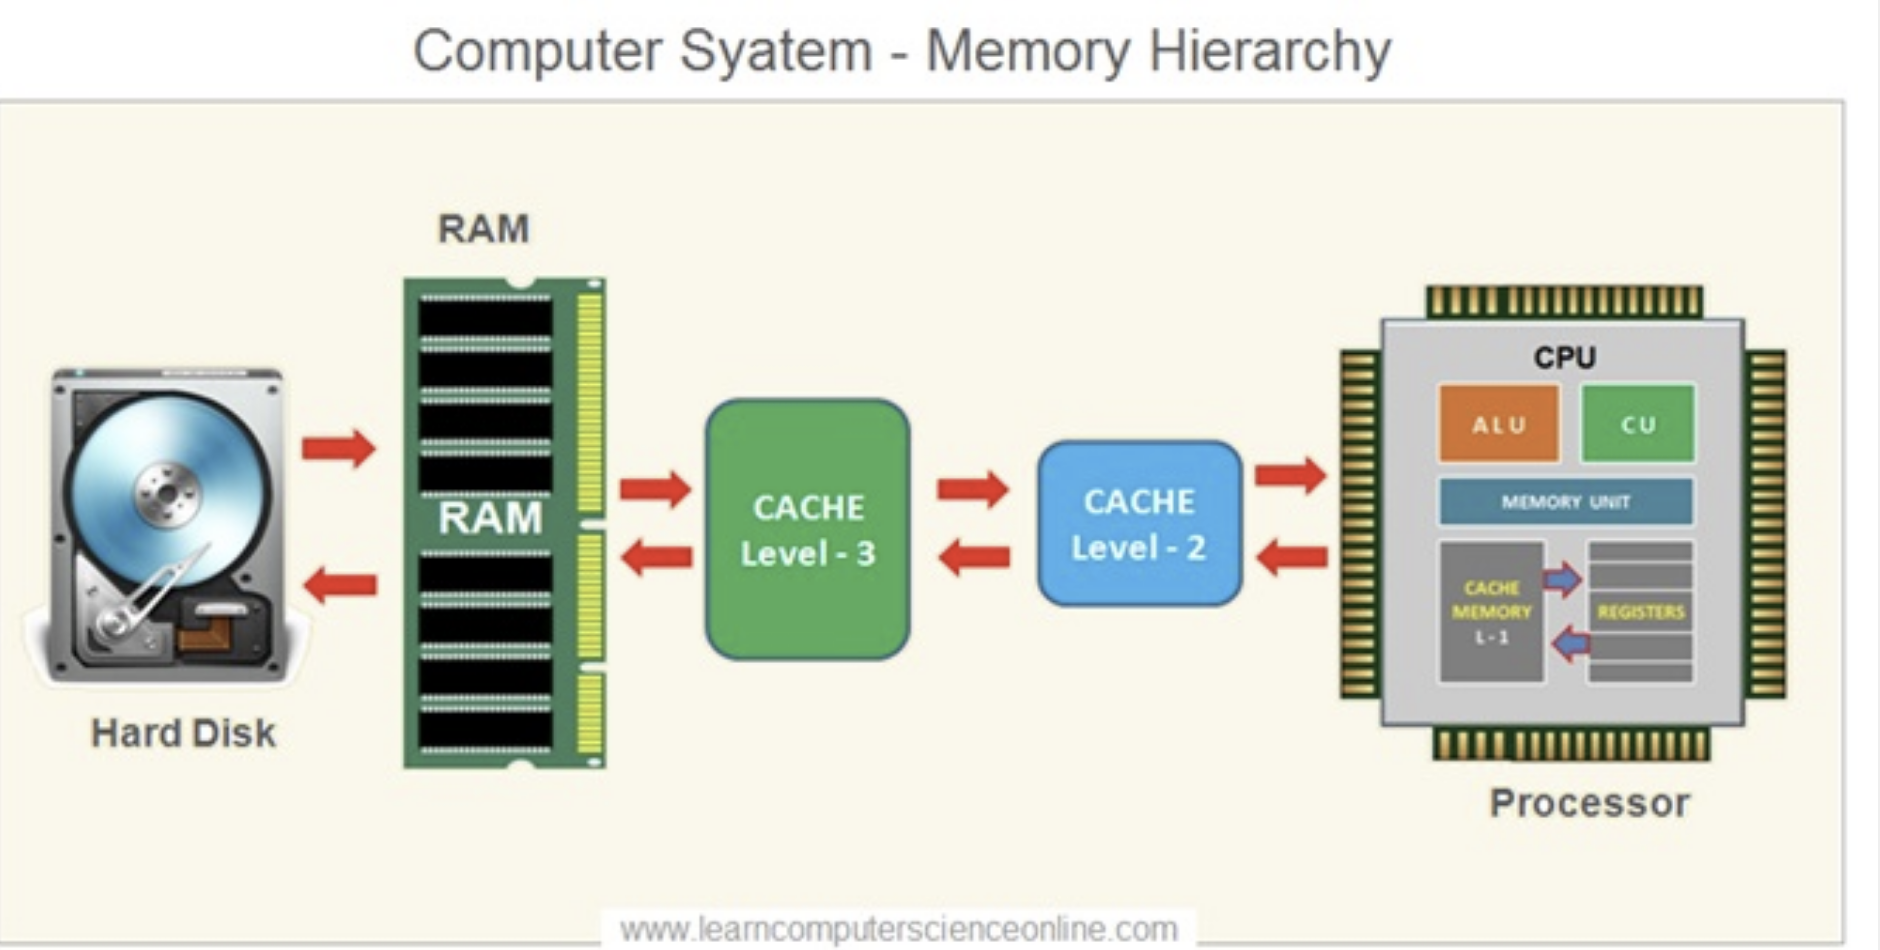 Computer Syatem - Memory Hierarchy
RAM
RAM
Hard Disk
CACHE
Level - 3
CACHE
Level - 2
CPU
ALU
CU
MEMORY UNIT
CACHE
MEMORY
L - 1
REGISTERS
Processor
www.learncomputerscienceonline.com